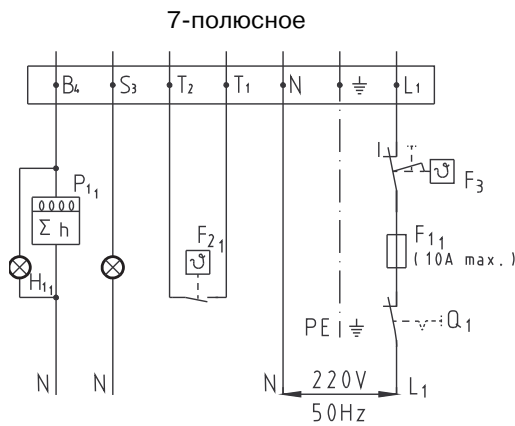 7-полюсное
B4 S3 T2 T1 N L1
P11
0000
Σ h
F3
F21
F11
(10A max.)
H11
PE
Q1
N N N 220V L1
50Hz